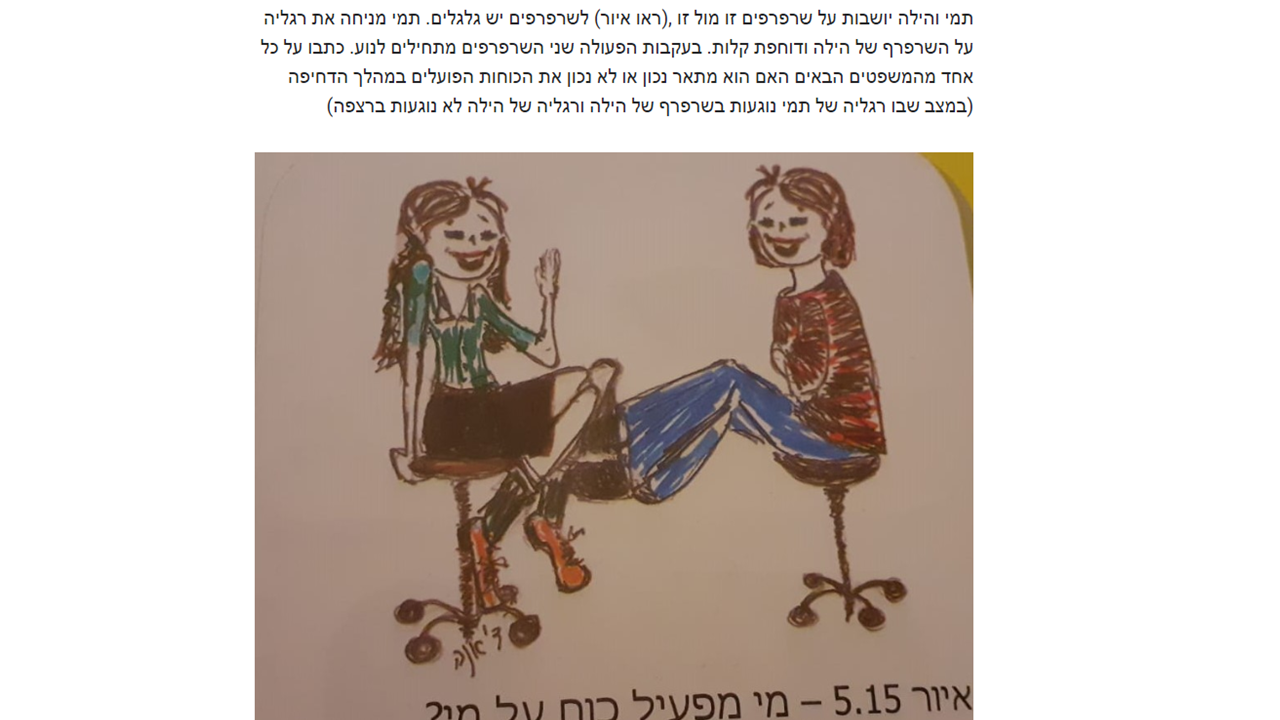 תמי והילה יושבות על שרפרפים זו מול זו ,(ראו איור) לשרפרפים יש גלגלים. תמי מניחה את רגליה
על השרפרף של הילה ודוחפת קלות. בעקבות הפעולה שני השרפרפים מתחילים לנוע. כתבו על כל
אחד מהמשפטים הבאים האם הוא מתאר נכון או לא נכון את הכוחות הפועלים במהלך הדחיפה
(במצב שבו רגליה של תמי נוגעות בשרפרף של הילה ורגליה של הילה לא נוגעות ברצפה)
ד'אנה
איור 5.15 – מי מפעיל כוח על מי?